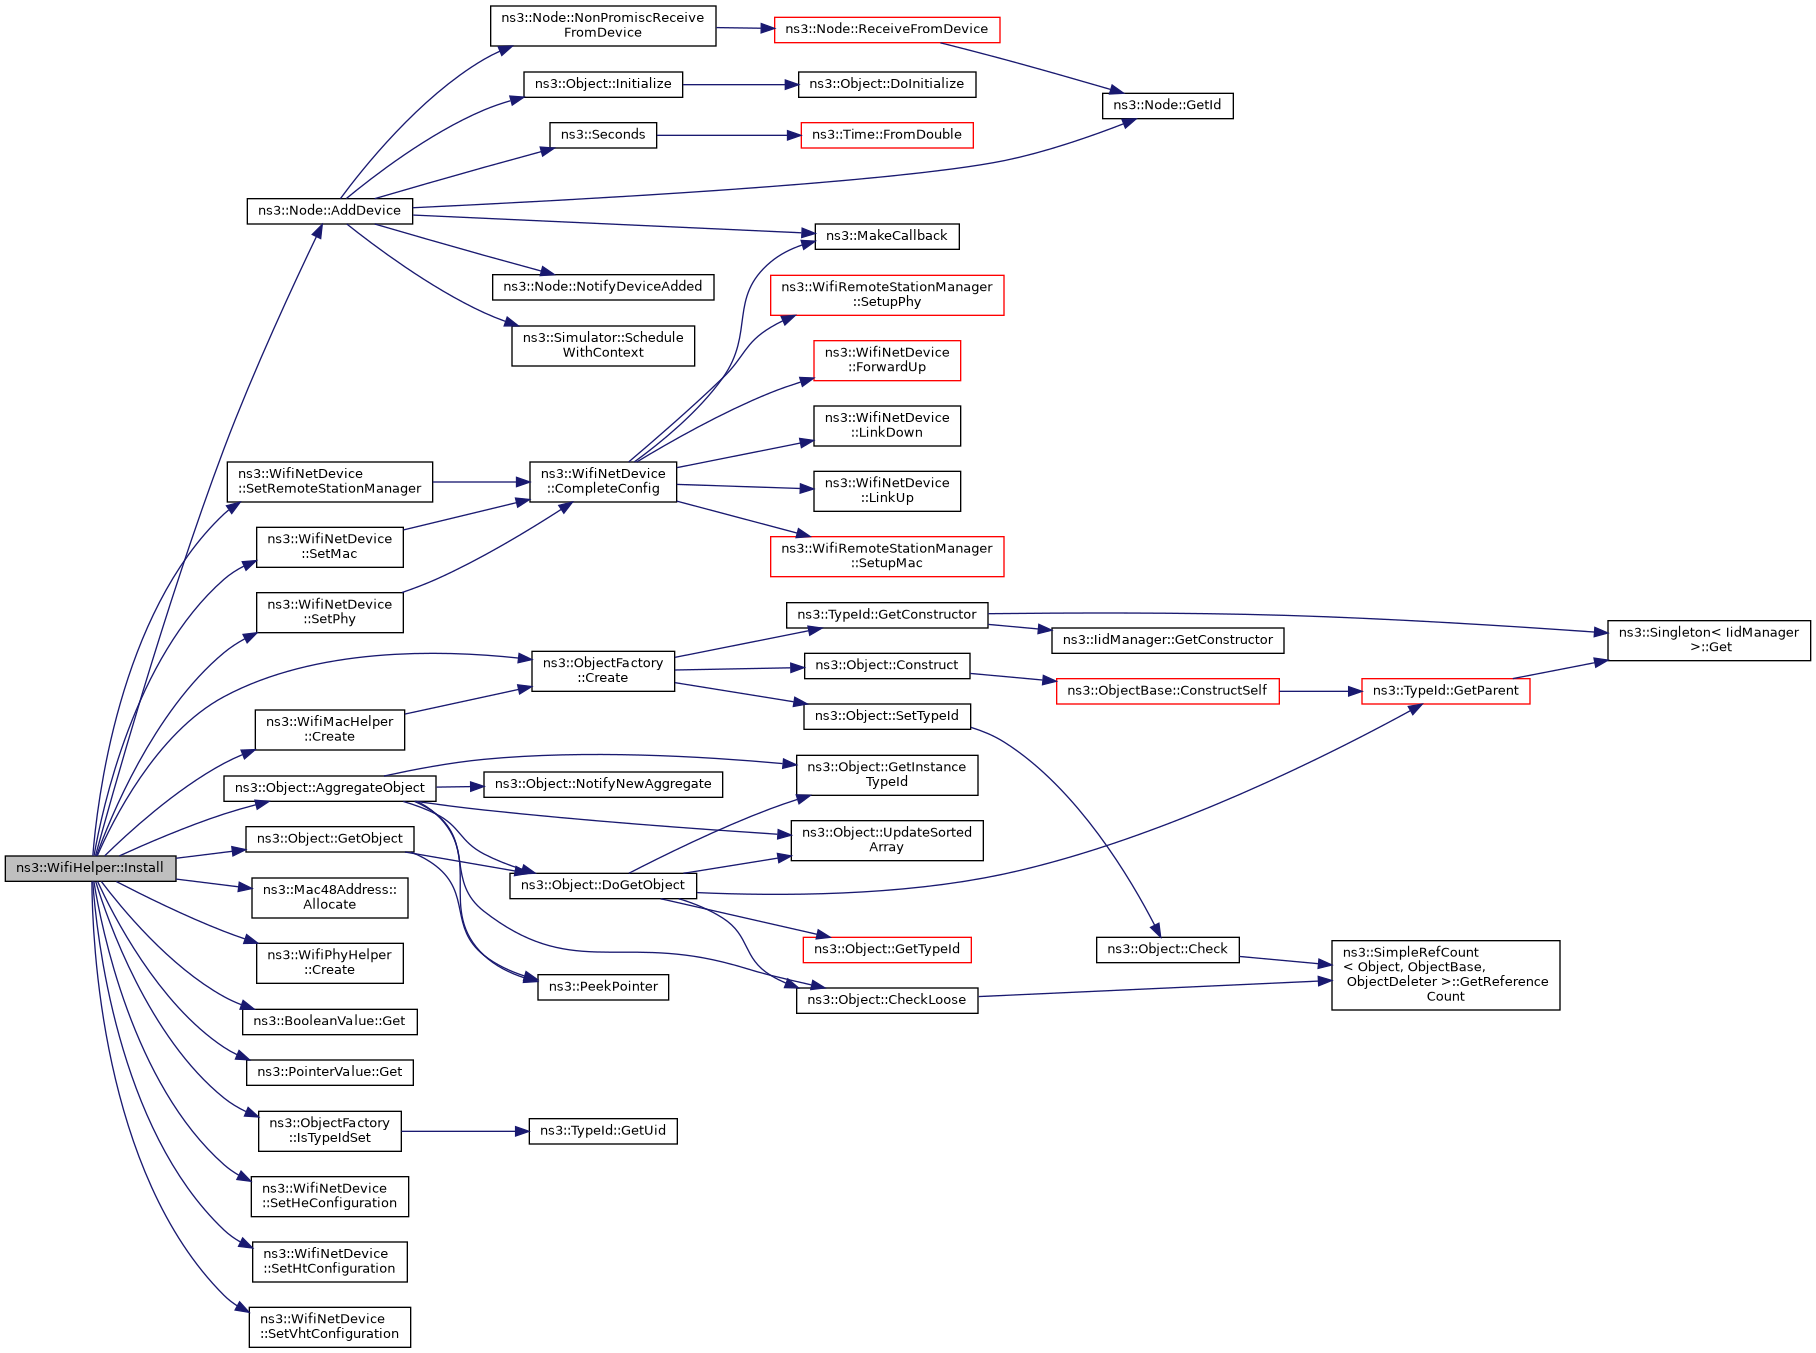 ns3::WifiHelper::Install
ns3::Node::AddDevice
ns3::WifiNetDevice
::SetRemoteStationManager
ns3::WifiNetDevice
::SetMac
ns3::WifiNetDevice
::SetPhy
ns3::WifiMacHelper
::Create
ns3::Object::AggregateObject
ns3::Object::GetObject
ns3::Mac48Address::
Allocate
ns3::WifiPhyHelper
::Create
ns3::BooleanValue::Get
ns3::PointerValue::Get
ns3::ObjectFactory
::IsTypeIdSet
ns3::WifiNetDevice
::SetHeConfiguration
ns3::WifiNetDevice
::SetHtConfiguration
ns3::WifiNetDevice
::SetVhtConfiguration
ns3::Node::NonPromiscReceive
FromDevice
ns3::Object::Initialize
ns3::Seconds
ns3::Node::NotifyDeviceAdded
ns3::Simulator::Schedule
WithContext
ns3::WifiNetDevice
::CompleteConfig
ns3::ObjectFactory
::Create
ns3::Object::NotifyNewAggregate
ns3::Object::DoGetObject
ns3::PeekPointer
ns3::TypeId::GetUid
ns3::Node::ReceiveFromDevice
ns3::Object::DoInitialize
ns3::Time::FromDouble
ns3::MakeCallback
ns3::WifiRemoteStationManager
::SetupPhy
ns3::WifiNetDevice
::ForwardUp
ns3::WifiNetDevice
::LinkDown
ns3::WifiNetDevice
::LinkUp
ns3::WifiRemoteStationManager
::SetupMac
ns3::TypeId::GetConstructor
ns3::Object::Construct
ns3::Object::SetTypeId
ns3::Object::GetInstance
TypeId
ns3::Object::UpdateSorted
Array
ns3::Object::GetTypeId
ns3::Object::CheckLoose
ns3::Node::GetId
ns3::IidManager::GetConstructor
ns3::ObjectBase::ConstructSelf
ns3::Object::Check
ns3::TypeId::GetParent
ns3::SimpleRefCount
< Object, ObjectBase,
ObjectDeleter >::GetReference
Count
ns3::Singleton< IidManager
>::Get